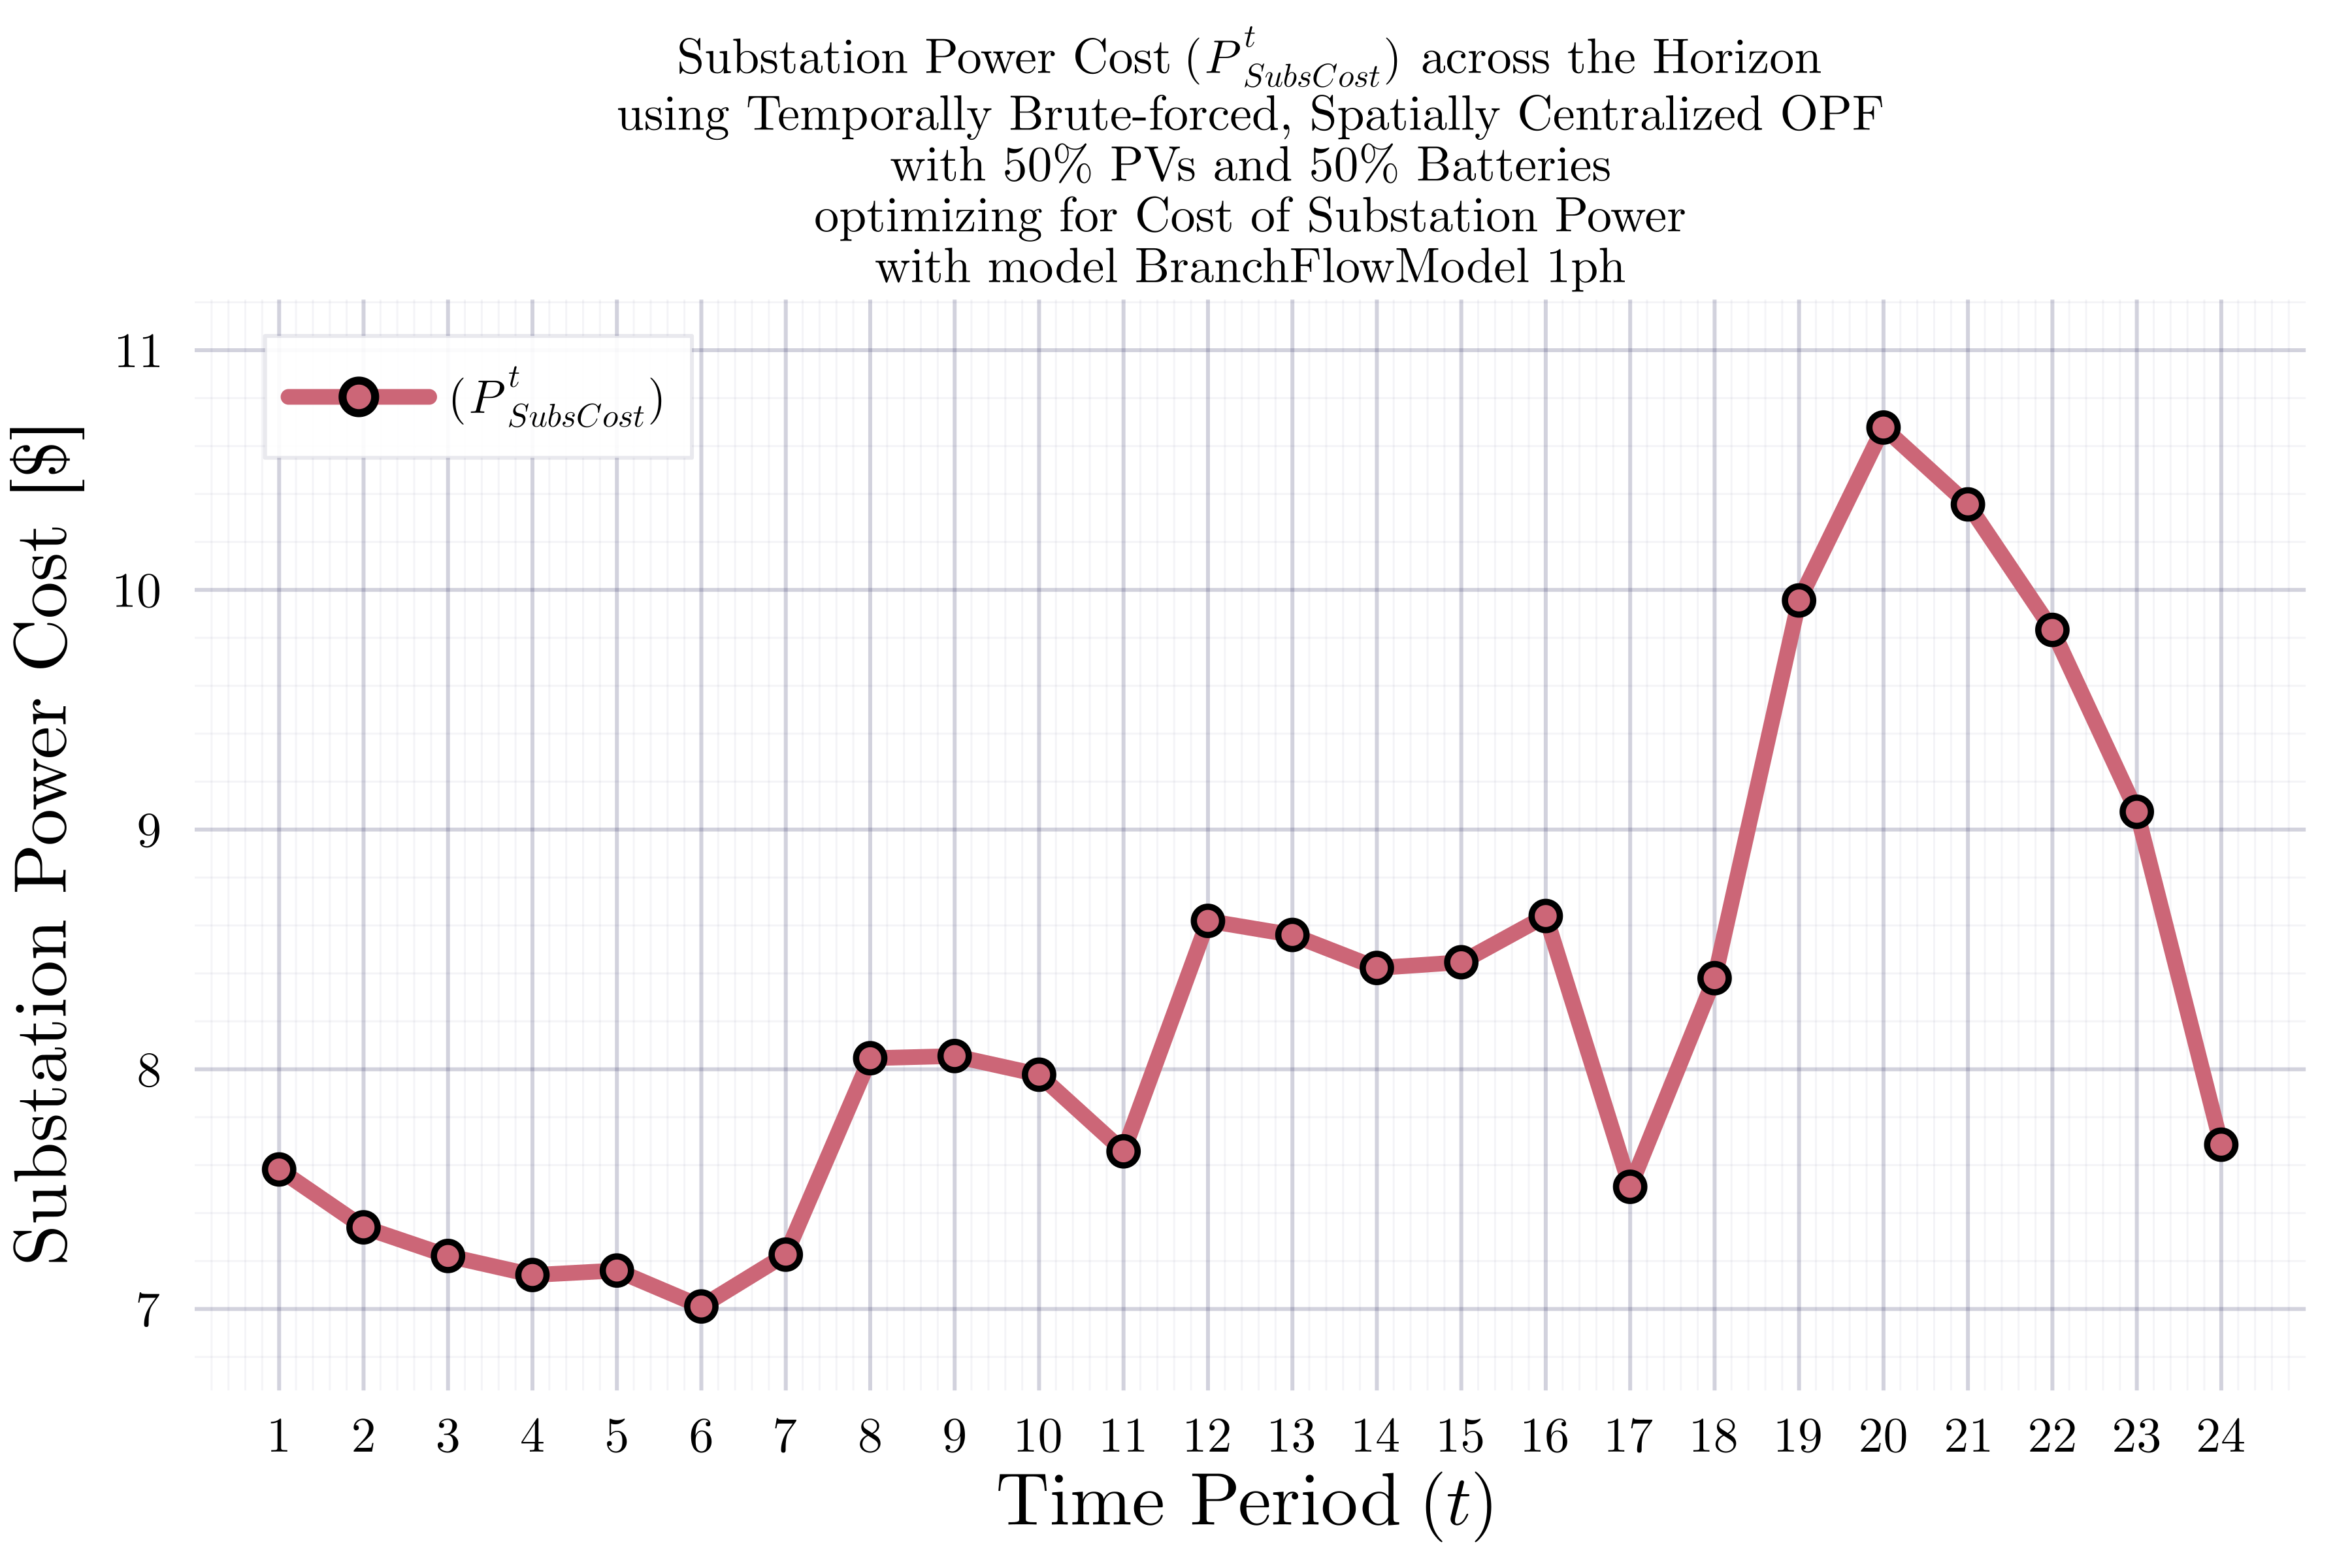 Substation Power Cost (P^t_SubsCost) across the Horizon
using Temporally Brute-forced, Spatially Centralized OPF
with 50% PVs and 50% Batteries
optimizing for Cost of Substation Power
with model BranchFlowModel 1ph
(P^t_SubsCost)
Substation Power Cost [$]
11
10
9
8
7
1 2 3 4 5 6 7 8 9 10 11 12 13 14 15 16 17 18 19 20 21 22 23 24
Time Period (t)